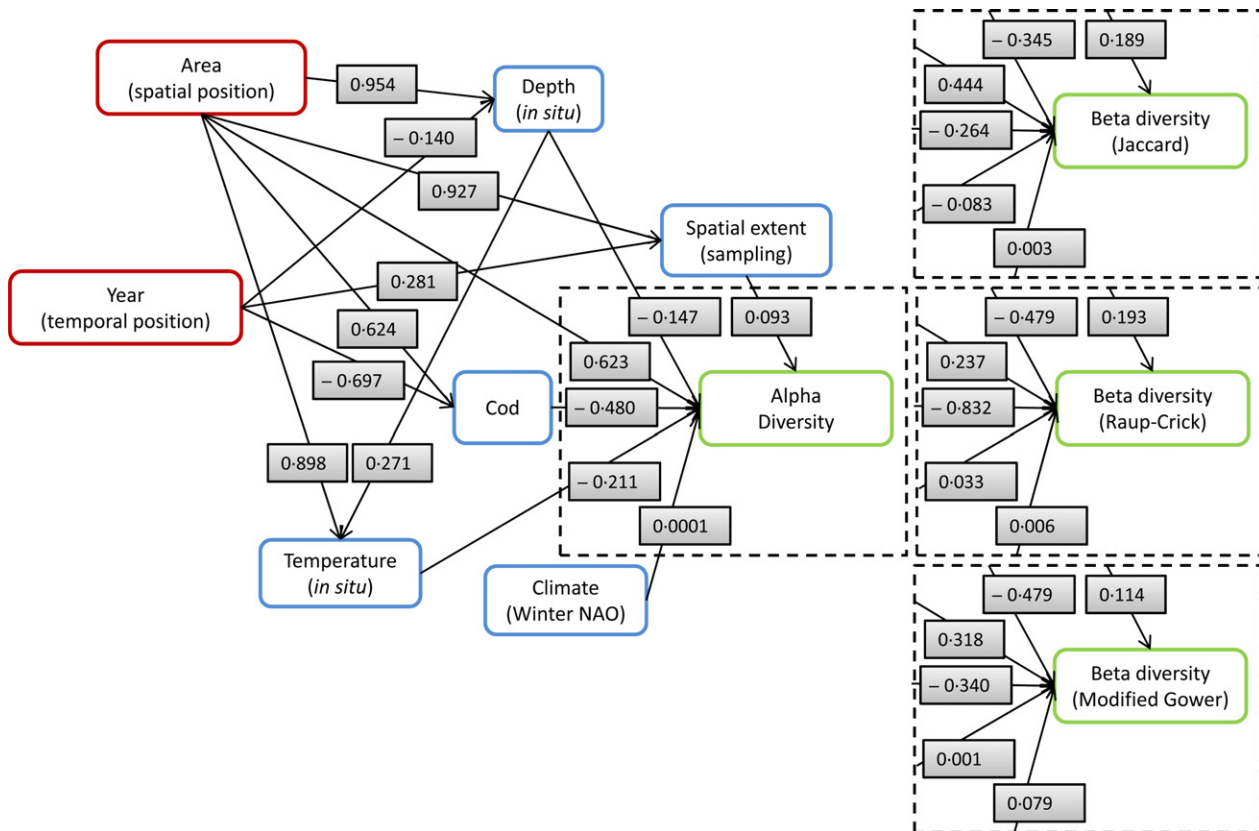 Area
(spatial position)
0·954
Depth
(in situ)
– 0·140
0·927
Spatial extent
(sampling)
Year
(temporal position)
0·281
0·624
– 0·697
Cod
0·898
0·271
Temperature
(in situ)
Climate
(Winter NAO)
– 0·147
0·093
0·623
– 0·480
– 0·211
0·0001
Alpha
Diversity
– 0·345
0·189
0·444
– 0·264
– 0·083
0·003
Beta diversity
(Jaccard)
– 0·479
0·193
0·237
– 0·832
0·033
0·006
Beta diversity
(Raup-Crick)
– 0·479
0·114
0·318
– 0·340
0·001
0·079
Beta diversity
(Modified Gower)